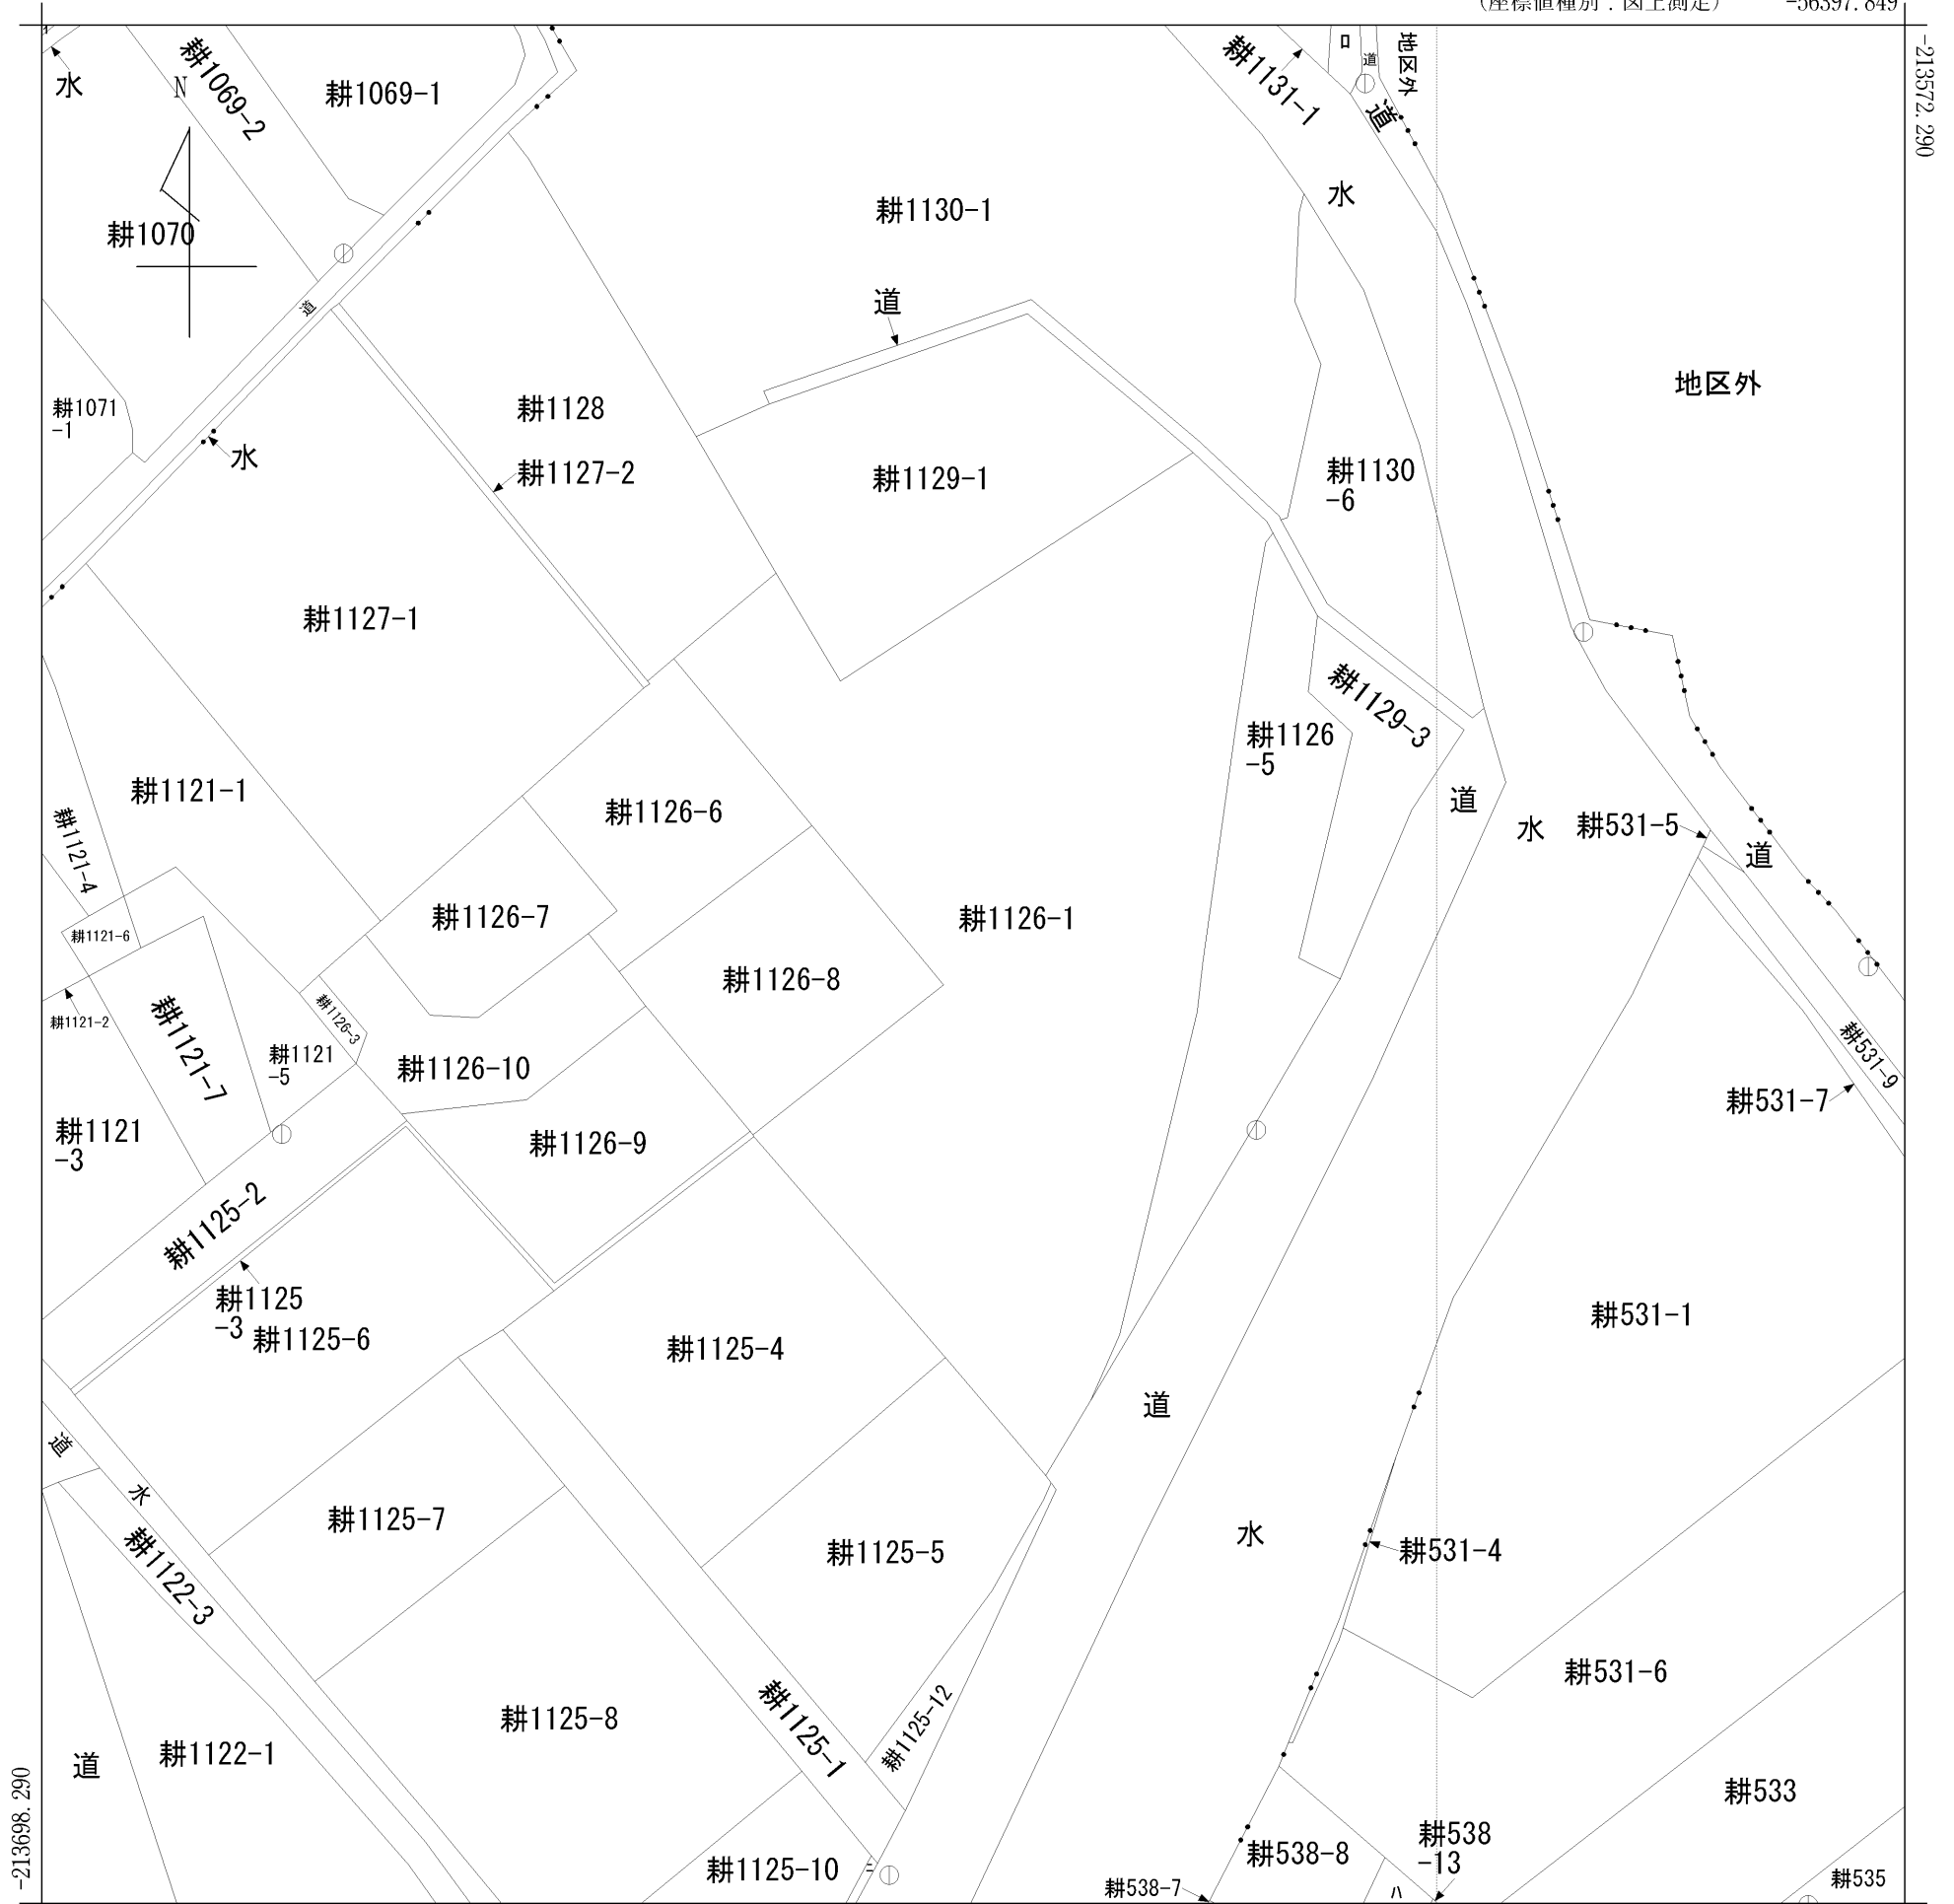 (座標値種別：図上測定)
-56397.849
-213572.290
水
N
耕1069-2
耕1069-1
耕1070
道
耕1071
-1
水
耕1130-1
道
耕1128
耕1127-2
耕1129-1
耕1131-1
ロ
道
地区外
道
水
耕1130
-6
地区外
耕1127-1
耕1121-1
耕1121-4
耕1126-6
耕1126-7
耕1126-1
耕1126-8
耕1126
-5
耕1129-3
道
水
耕531-5
道
耕1121-6
耕1121-2
耕1121-7
耕1121
-5
耕1126-3
耕1126-10
耕1126-9
耕1121
-3
耕1125-2
耕1125
-3
耕1125-6
耕1125-4
耕531-9
耕531-7
耕531-1
道
道
水
耕1122-3
耕1125-7
耕1125-5
水
耕531-4
耕531-6
耕1125-8
耕1125-1
耕1125-12
道
耕1122-1
耕533
-213698.290
耕1125-10
ニ
耕538-7
耕538-8
ハ
耕538
-13
耕535